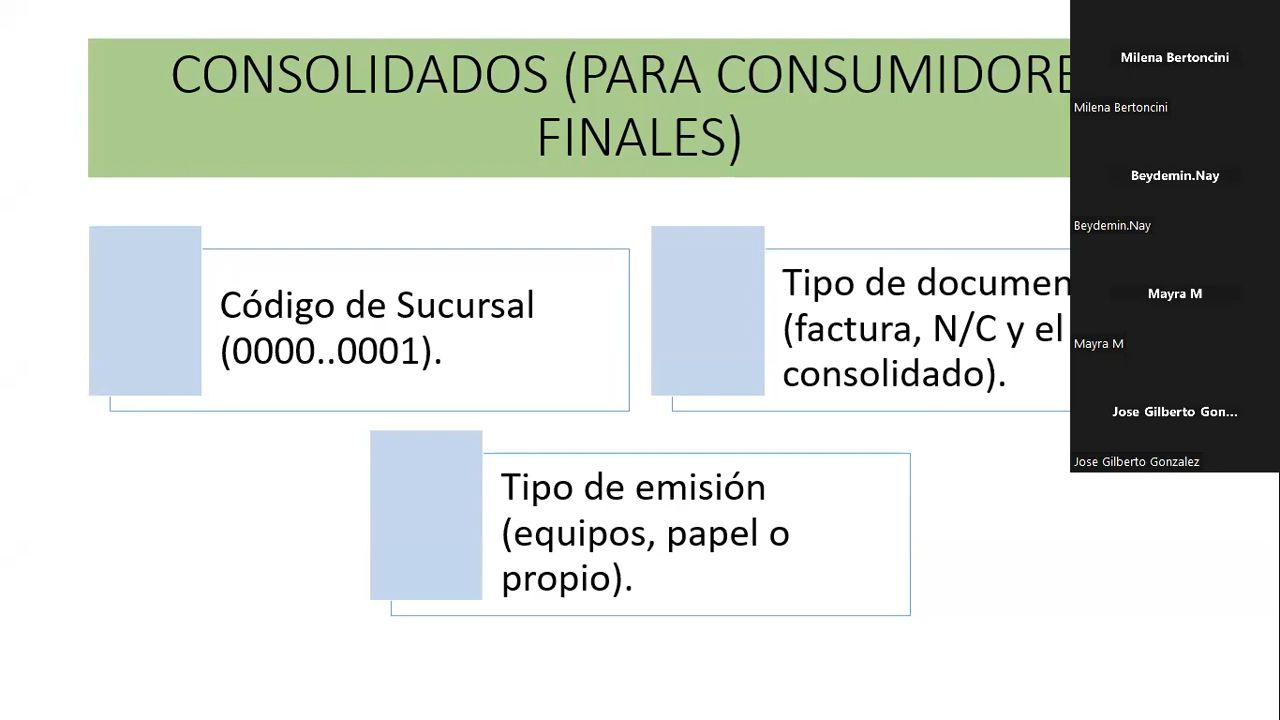 CONSOLIDADOS (PARA CONSUMIDORE
FINALES)
Código de Sucursal
(0000..0001).
Tipo de documen
(factura, N/C y el
consolidado).
Tipo de emisión
(equipos, papel o
propio).
Milena Bertoncini
Milena Bertoncini
Beydemin.Nay
Beydemin.Nay
Mayra M
Mayra M
Jose Gilberto Gon...
Jose Gilberto Gonzalez